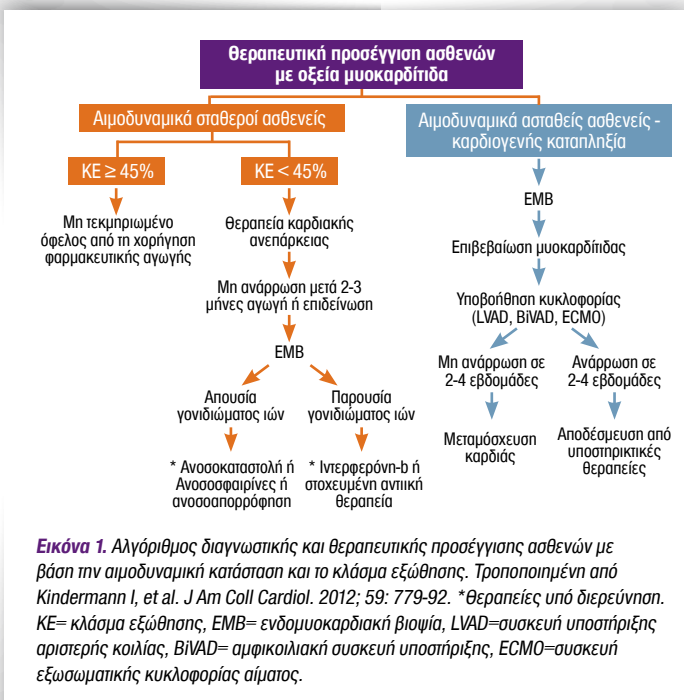 Θεραπευτική προσέγγιση ασθενών
με οξεία μυοκαρδίτιδα
Αιμοδυναμικά σταθεροί ασθενείς
Αιμοδυναμικά ασταθείς ασθενείς -
καρδιογενής καταπληξία
ΚΕ ≥ 45%
ΚΕ < 45%
Μη τεκμηριωμένο
όφελος από τη χορήγηση
φαρμακευτικής αγωγής
Θεραπεία καρδιακής
ανεπάρκειας
Μη ανάρρωση μετά 2-3
μήνες αγωγή ή επιδείνωση
EMB
Απουσία
γονιδιώματος ιών
Παρουσία
γονιδιώματος ιών
* Ανοσοκαταστολή ή
Ανοσοσφαιρίνες ή
ανοσοαπορρόφηση
* Ιντερφερόνη-b ή
στοχευμένη αντιική
θεραπεία
EMB
Επιβεβαίωση μυοκαρδίτιδας
Υποβοήθηση κυκλοφορίας
(LVAD, BiVAD, ECMO)
Μη ανάρρωση σε
2-4 εβδομάδες
Ανάρρωση σε
2-4 εβδομάδες
Μεταμόσχευση
καρδιάς
Αποδέσμευση από
υποστηρικτικές
θεραπείες
Εικόνα 1. Αλγόριθμος διαγνωστικής και θεραπευτικής προσέγγισης ασθενών με
βάση την αιμοδυναμική κατάσταση και το κλάσμα εξώθησης. Τροποποιημένη από
Kindermann I, et al. J Am Coll Cardiol. 2012; 59: 779-92. *Θεραπείες υπό διερεύνηση.
ΚΕ= κλάσμα εξώθησης, EMB= ενδομυοκαρδιακή βιοψία, LVAD=συσκευή υποστήριξης
αριστερής κοιλίας, BiVAD= αμφικοιλιακή συσκευή υποστήριξης, ECMO=συσκευή
εξωσωματικής κυκλοφορίας αίματος.